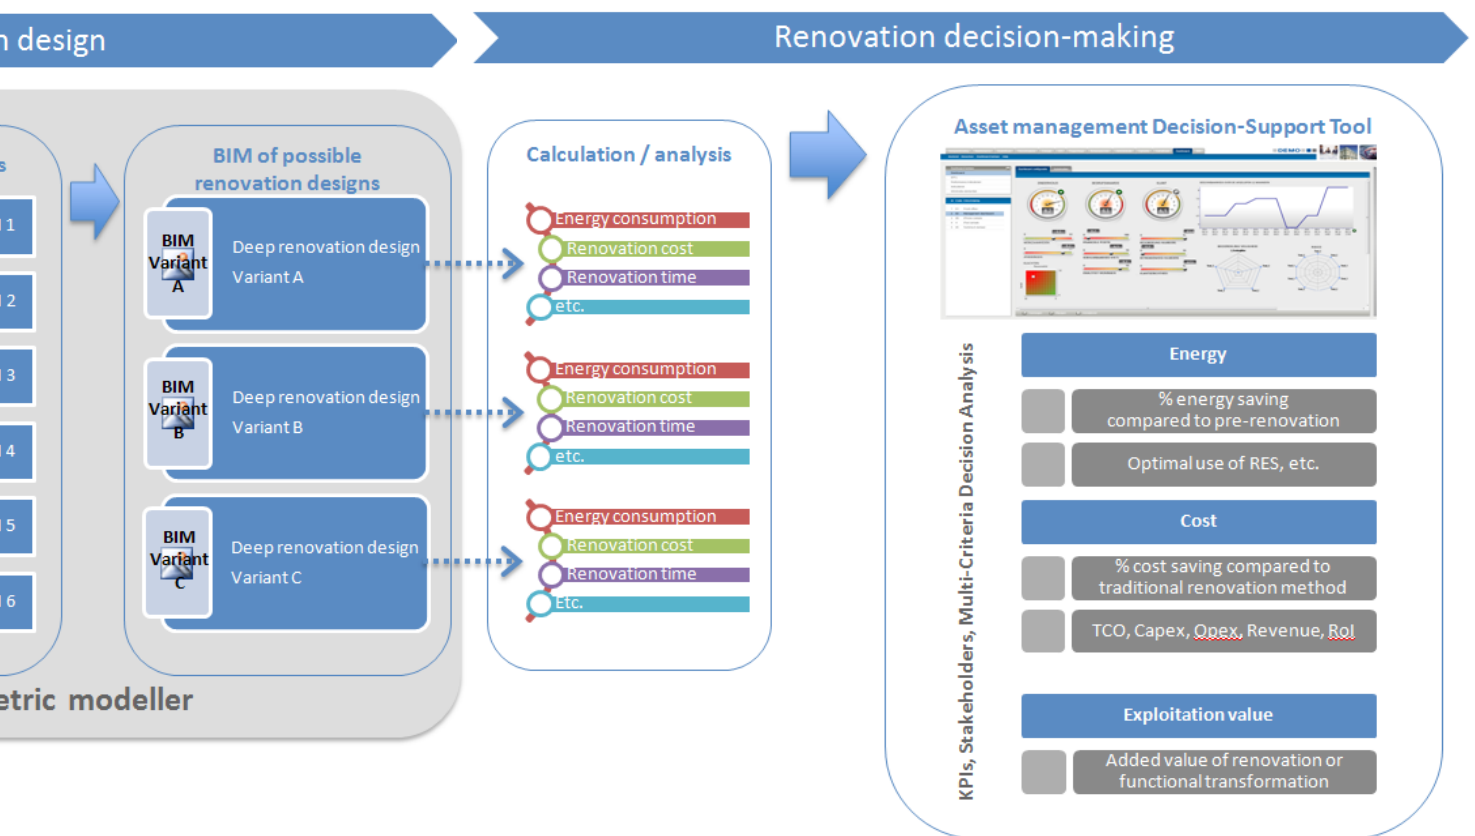 n design
Renovation decision-making
s
1
2
3
4
5
6
BIM of possible
renovation designs
BIM
Variant
A
Deep renovation design
Variant A
BIM
Variant
B
Deep renovation design
Variant B
BIM
Variant
C
Deep renovation design
Variant C
etric modeller
Calculation / analysis
Energy consumption
Renovation cost
Renovation time
etc.
Energy consumption
Renovation cost
Renovation time
etc.
Energy consumption
Renovation cost
Renovation time
Etc.
Asset management Decision-Support Tool
DEMO
KPIs, Stakeholders, Multi-Criteria Decision Analysis
Energy
% energy saving
compared to pre-renovation
Optimal use of RES, etc.
Cost
% cost saving compared to
traditional renovation method
TCO, Capex, Opex, Revenue, RoI
Exploitation value
Added value of renovation or
functional transformation